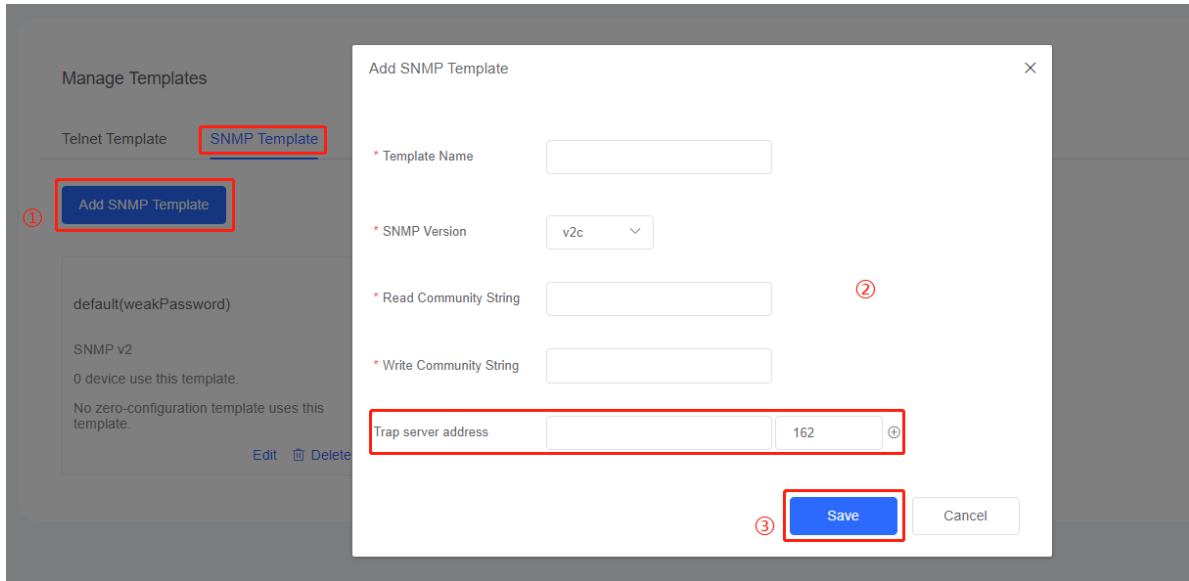 Manage Templates
Telnet Template
SNMP Template
① Add SNMP Template
default(weakPassword)
SNMP v2
0 device use this template.
No zero-configuration template uses this
template.
Edit Delete
Add SNMP Template
* Template Name
* SNMP Version v2c
* Read Community String
②
* Write Community String
Trap server address 162
③ Save Cancel